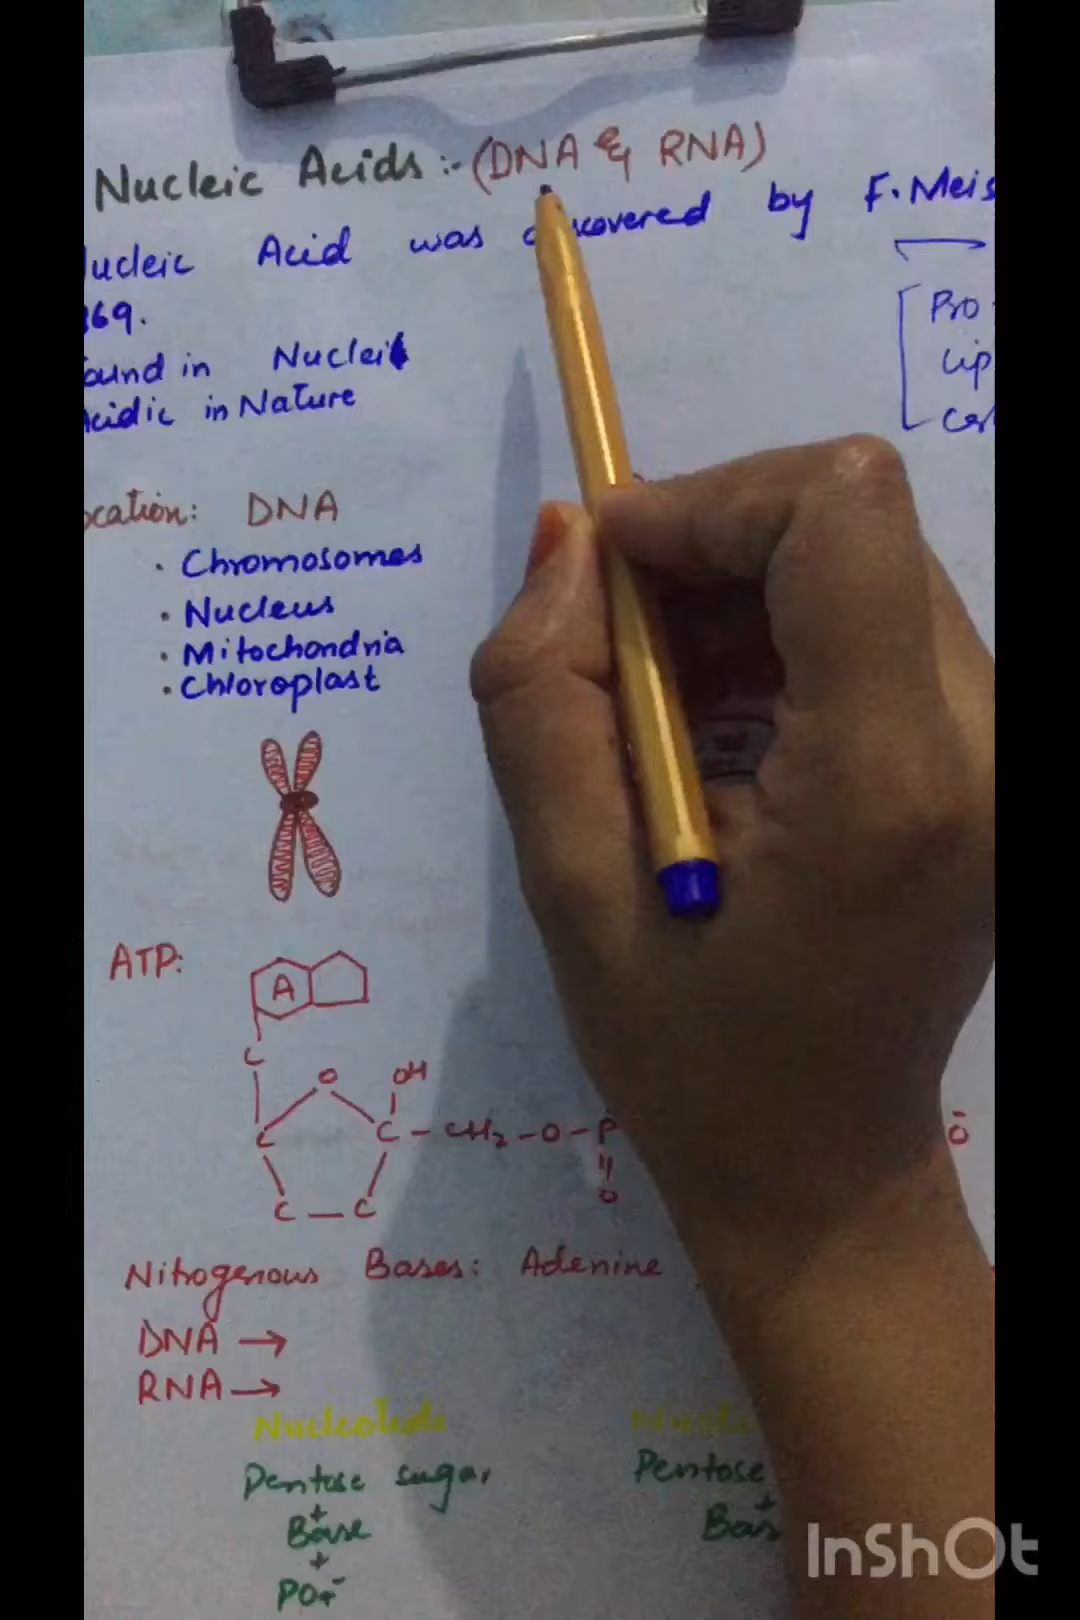 Nucleic Acids :- (DNA & RNA)
ucleic Acid was discovered by F. Meis
69.
ound in Nuclei
cidic in Nature
Pro
Lip
ocation: DNA
· Chromosomes
· Nucleus
· Mitochondria
· Chloroplast
ATP:
A
C
O OH
C C - CH2 - O - P
O
O-
C - C
Nitrogenous Bases: Adenine
DNA →
RNA →
Nucleotide
Pentose sugar Pentose
+ +
Base Bas
+
PO4-
InShOt